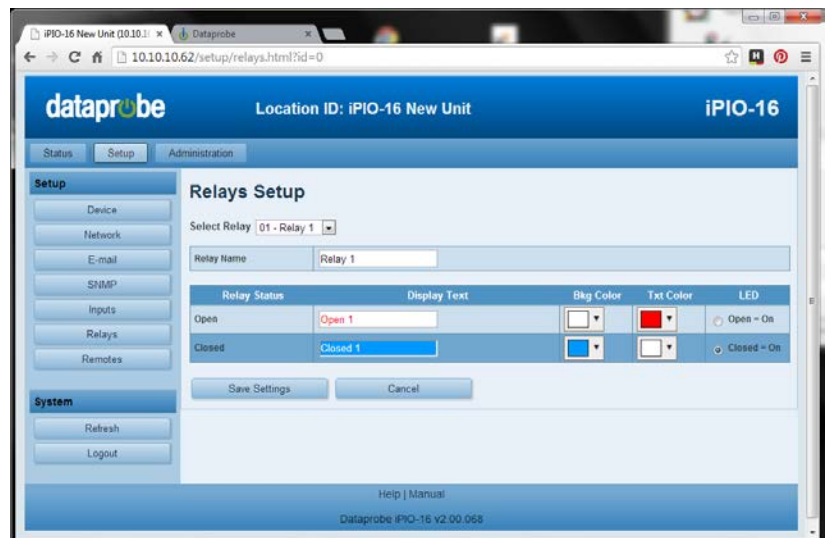 iPIO-16 New Unit (10.10.1
Dataprobe
10.10.10.62/setup/relays.html?id=0
dataprobe
Location ID: iPIO-16 New Unit
iPIO-16
Status
Setup
Administration
Setup
Device
Network
E-mail
SNMP
Inputs
Relays
Remotes
System
Refresh
Logout
Relays Setup
Select Relay 01 - Relay 1
Relay Name Relay 1
Relay Status Display Text Bkg Color Txt Color LED
Open Open 1 Open = On
Closed Closed 1 Closed = On
Save Settings Cancel
Help | Manual
Dataprobe iPIO-16 v2.00.068